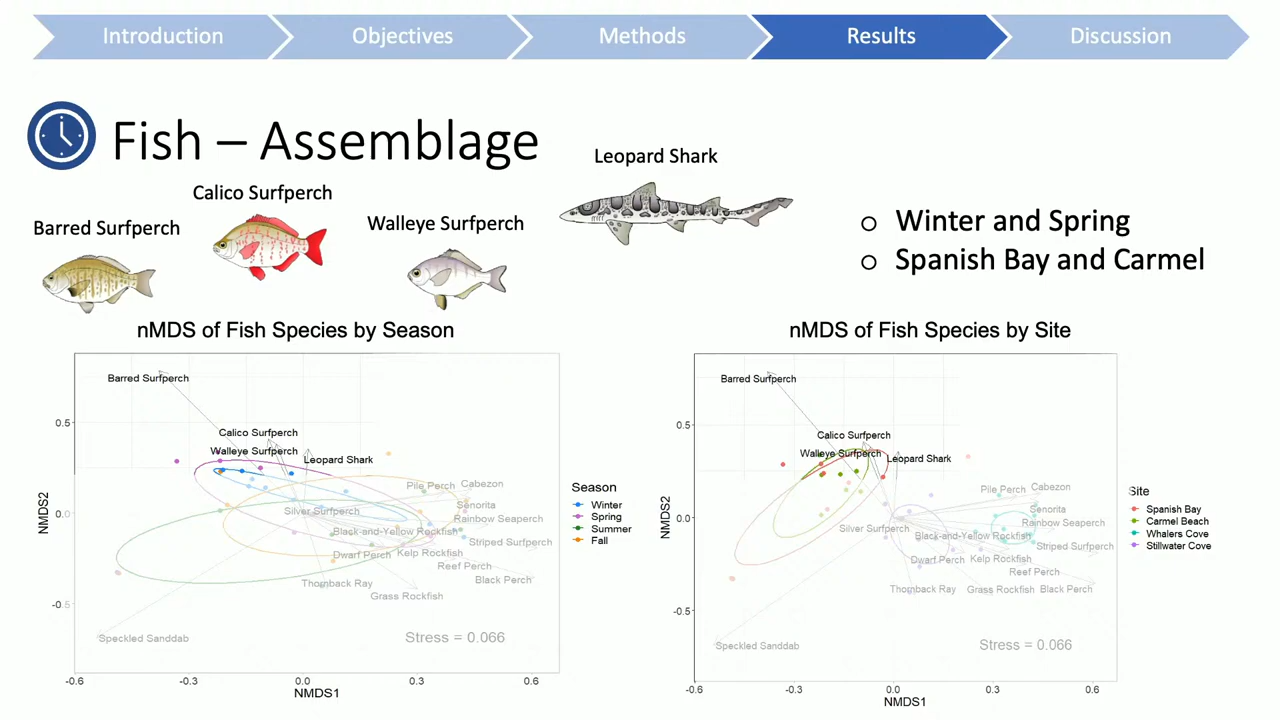 Introduction
Objectives
Methods
Results
Discussion
Fish – Assemblage
Leopard Shark
Calico Surfperch
Walleye Surfperch
Barred Surfperch
o Winter and Spring
o Spanish Bay and Carmel
nMDS of Fish Species by Season
Barred Surfperch
Calico Surfperch
Walleye Surfperch
Leopard Shark
Pile Perch
Cabezon
Senorita
Silver Surfperch
Rainbow Seaperch
Black-and-Yellow Rockfish
Striped Surfperch
Dwarf Perch
Kelp Rockfish
Reef Perch
Black Perch
Thornback Ray
Grass Rockfish
Speckled Sanddab
Stress = 0.066
0.5
0.0
-0.5
NMDS2
-0.6 -0.3 0.0 0.3 0.6
NMDS1
Season
Winter
Spring
Summer
Fall
nMDS of Fish Species by Site
Barred Surfperch
Calico Surfperch
Walleye Surfperch
Leopard Shark
Pile Perch
Cabezon
Senorita
Silver Surfperch
Rainbow Seaperch
Black-and-Yellow Rockfish
Striped Surfperch
Dwarf Perch
Kelp Rockfish
Reef Perch
Thornback Ray
Grass Rockfish
Black Perch
Speckled Sanddab
Stress = 0.066
0.5
0.0
-0.5
NMDS2
-0.6 -0.3 0.0 0.3 0.6
NMDS1
Site
Spanish Bay
Carmel Beach
Whalers Cove
Stillwater Cove